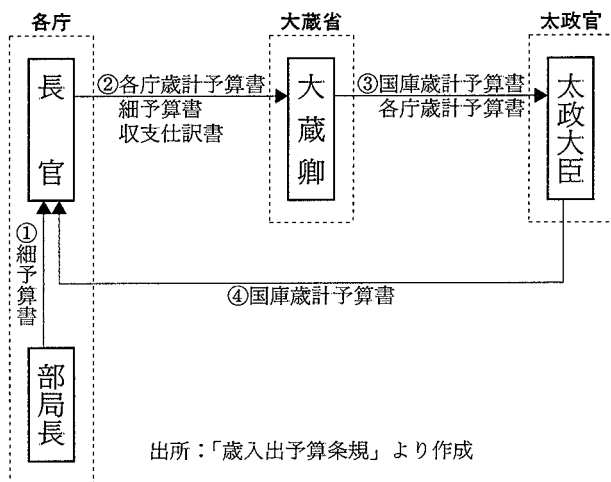 各庁
大蔵省
太政官
長官
②各庁歳計予算書
細予算書
収支仕訳書
大蔵卿
③国庫歳計予算書
各庁歳計予算書
太政大臣
①細予算書
④国庫歳計予算書
部局長
出所：「歳入出予算条規」より作成